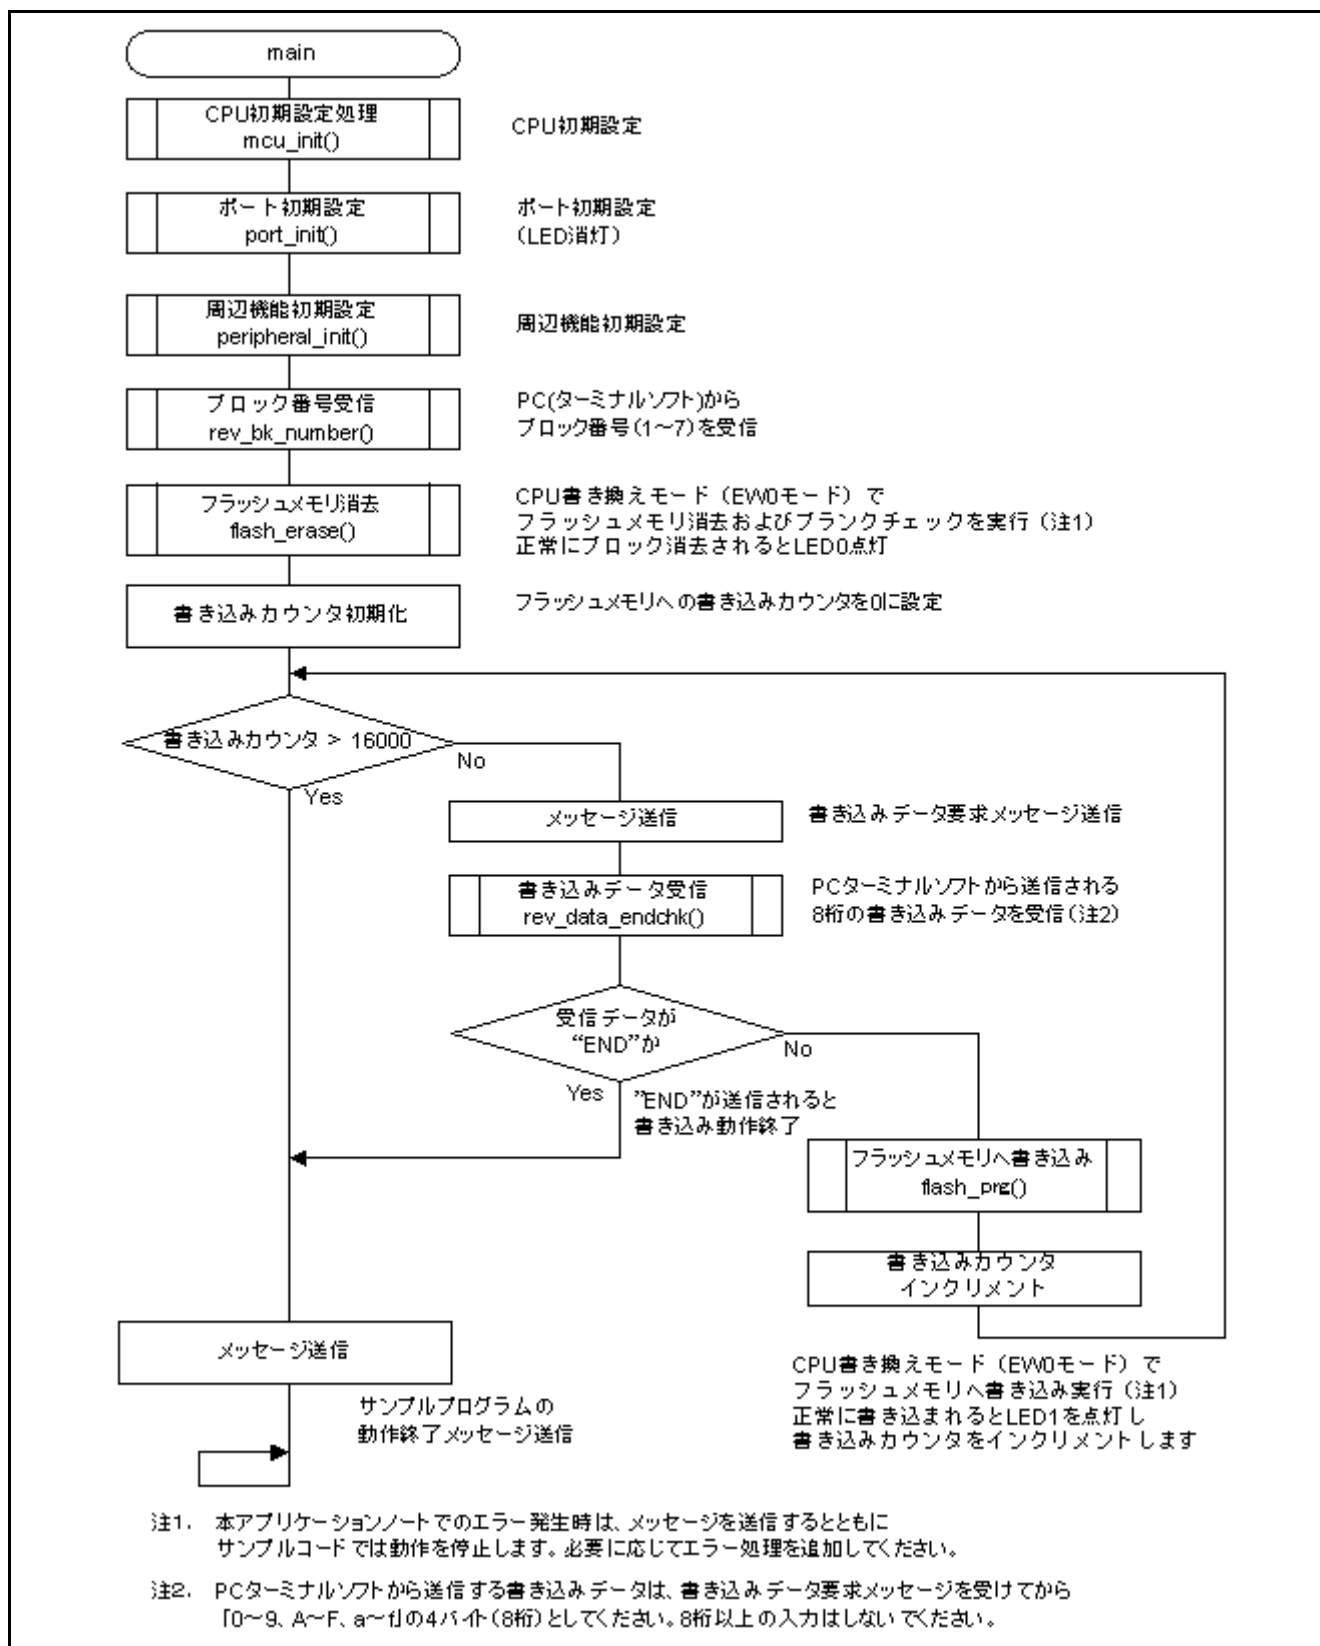 main
CPU初期設定処理
mcu_init()
CPU初期設定
ポート初期設定
port_init()
ポート初期設定
(LED消灯)
周辺機能初期設定
peripheral_init()
周辺機能初期設定
ブロック番号受信
rev_bk_number()
PC(ターミナルソフト)から
ブロック番号(1～7)を受信
フラッシュメモリ消去
flash_erase()
CPU書き換えモード(EW0モード)で
フラッシュメモリ消去およびブランクチェックを実行(注1)
正常にブロック消去されるとLED0点灯
書き込みカウンタ初期化
フラッシュメモリへの書き込みカウンタを0に設定
書き込みカウンタ > 16000
No
Yes
メッセージ送信
書き込みデータ要求メッセージ送信
書き込みデータ受信
rev_data_endchk()
PCターミナルソフトから送信される
8桁の書き込みデータを受信(注2)
受信データが
“END”か
No
Yes
”END”が送信されると
書き込み動作終了
フラッシュメモリへ書き込み
flash_prg()
書き込みカウンタ
インクリメント
メッセージ送信
CPU書き換えモード(EW0モード)で
フラッシュメモリへ書き込み実行(注1)
正常に書き込まれるとLED1を点灯し
書き込みカウンタをインクリメントします
サンプルプログラムの
動作終了メッセージ送信
注1. 本アプリケーションノートでのエラー発生時は、メッセージを送信するとともに
サンプルコードでは動作を停止します。必要に応じてエラー処理を追加してください。
注2. PCターミナルソフトから送信する書き込みデータは、書き込みデータ要求メッセージを受けてから
「0～9、A～F、a～f」の4バイト(8桁)としてください。8桁以上の入力はしないでください。